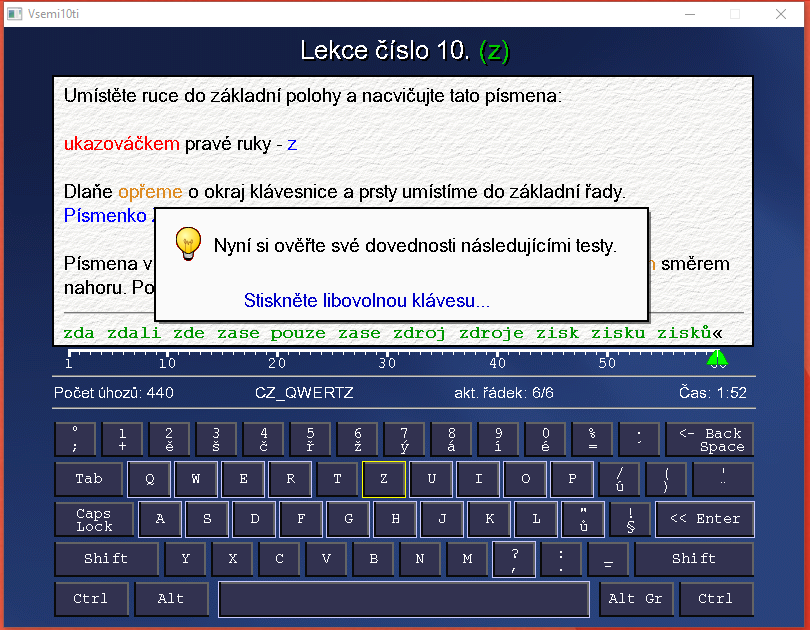 Vsemi10ti
Lekce číslo 10. (z)
Umístěte ruce do základní polohy a nacvičujte tato písmena:
ukazováčkem pravé ruky - z
Dlaně opřeme o okraj klávesnice a prsty umístíme do základní řady.
Písmenko
Nyní si ověřte své dovednosti následujícími testy.
Písmena v směrem
nahoru. Po
Stiskněte libovolnou klávesu...
zda zdali zde zase pouze zase zdroj zdroje zisk zisku zisků«
1 10 20 30 40 50
Počet úhozů: 440 CZ_QWERTZ akt. řádek: 6/6 Čas: 1:52
° 1 2 3 4 5 6 7 8 9 0 % ˇ <- Back
; + ě š č ř ž ý á í é = ´ Space
Tab Q W E R T Z U I O P / ú ( ) '
Caps Lock A S D F G H J K L " ů ! § << Enter
Shift Y X C V B N M ? , : . _ Shift
Ctrl Alt Alt Gr Ctrl